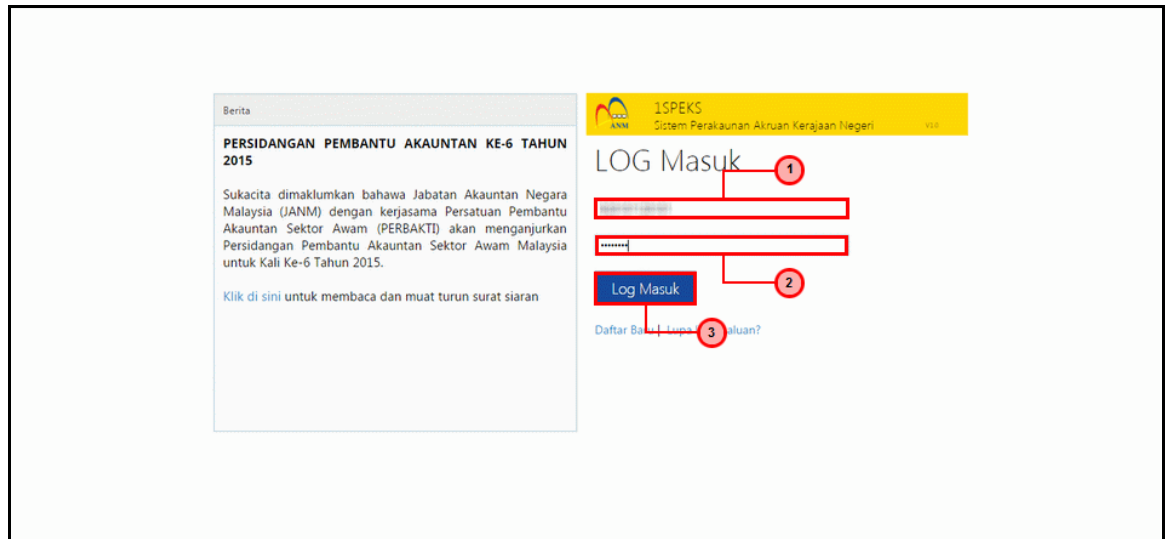 Berita
PERSIDANGAN PEMBANTU AKAUNTAN KE-6 TAHUN
2015
Sukacita dimaklumkan bahawa Jabatan Akauntan Negara
Malaysia (JANM) dengan kerjasama Persatuan Pembantu
Akauntan Sektor Awam (PERBAKTI) akan menganjurkan
Persidangan Pembantu Akauntan Sektor Awam Malaysia
untuk Kali Ke-6 Tahun 2015.
Klik di sini untuk membaca dan muat turun surat siaran
ANM
1SPEKS
Sistem Perakaunan Akruan Kerajaan Negeri
V1.0
LOG Masuk
1
2
Log Masuk
3
Daftar | Lupa